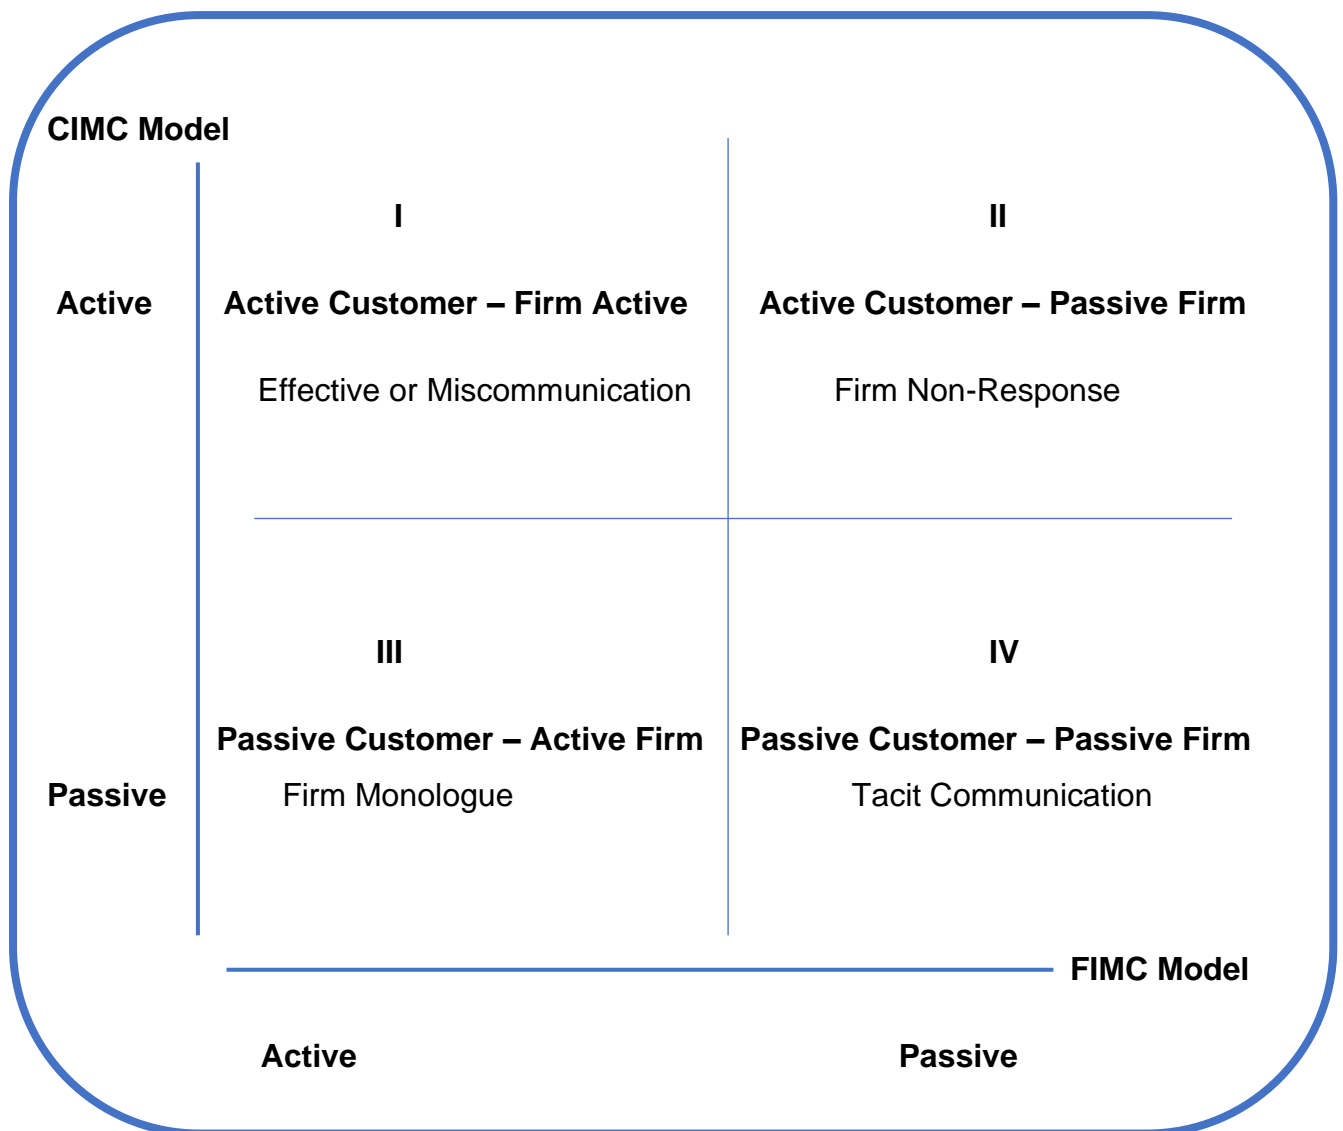 CIMC Model
I II
Active Active Customer – Firm Active Active Customer – Passive Firm
Effective or Miscommunication Firm Non-Response
III IV
Passive Customer – Active Firm Passive Customer – Passive Firm
Passive Firm Monologue Tacit Communication
FIMC Model
Active Passive